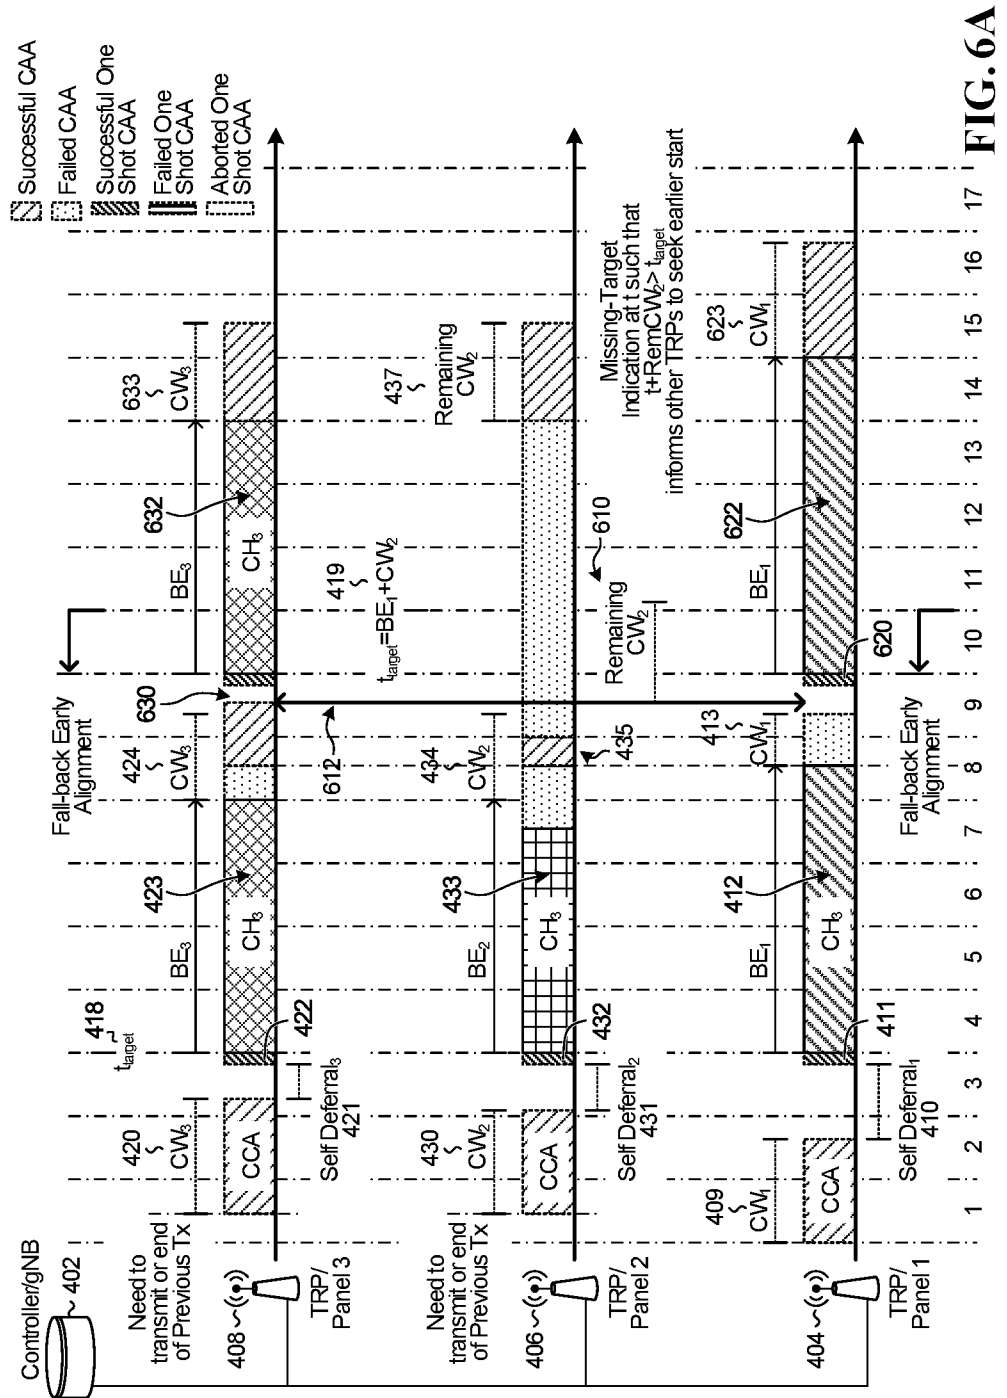 Successful CAA
Failed CAA
Successful One
Shot CAA
Failed One
Shot CAA
Aborted One
Shot CAA
Controller/gNB
402
Need to
transmit or end
of Previous Tx
408
TRP/
Panel 3
420
CW3
CCA
Self Deferral3
421
418
ttarget
422
BE3
CH3
423
Fall-back Early
Alignment
424
CW3
630
612
419
ttarget=BE1+CW2
BE3
CH3
632
633
CW3
Need to
transmit or end
of Previous Tx
406
TRP/
Panel 2
430
CW2
CCA
Self Deferral2
431
432
BE2
CH3
433
434
CW2
435
Remaining
CW2
610
437
Remaining
CW2
Missing-Target
Indication at t such that
t+RemCW2> ttarget
informs other TRPs to seek earlier start
404
TRP/
Panel 1
409
CW1
CCA
Self Deferral1
410
411
BE1
CH3
412
413
CW1
Fall-back Early
Alignment
620
BE1
622
623
CW1
1 2 3 4 5 6 7 8 9 10 11 12 13 14 15 16 17
FIG. 6A